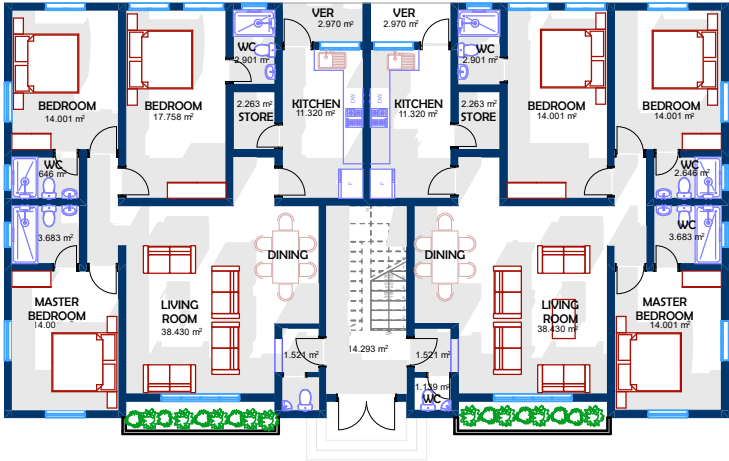 VER
2.970 m²
VER
2.970 m²
WC
2.901 m²
WC
2.901 m²
BEDROOM
14.001 m²
BEDROOM
17.758 m²
2.263 m²
STORE
KITCHEN
11.320 m²
DW
DW
KITCHEN
11.320 m²
2.263 m²
STORE
BEDROOM
14.001 m²
BEDROOM
14.001 m²
WC
646 m²
F
F
WC
2.646 m²
3.683 m²
WC
3.683 m²
DINING
DINING
MASTER
BEDROOM
14.00
LIVING
ROOM
38.430 m²
LIVING
ROOM
38.430 m²
MASTER
BEDROOM
14.001 m²
1.521 m²
14.293 m²
1.521 m²
1.139 m²
WC